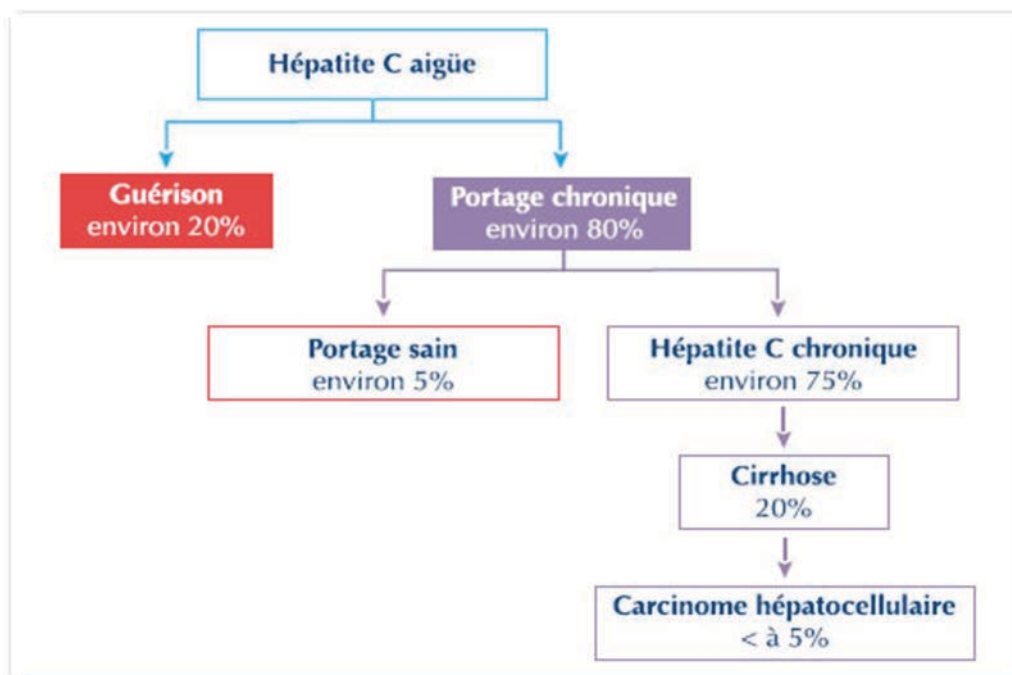 Hépatite C aigüe
Guérison
environ 20%
Portage chronique
environ 80%
Portage sain
environ 5%
Hépatite C chronique
environ 75%
Cirrhose
20%
Carcinome hépatocellulaire
< à 5%